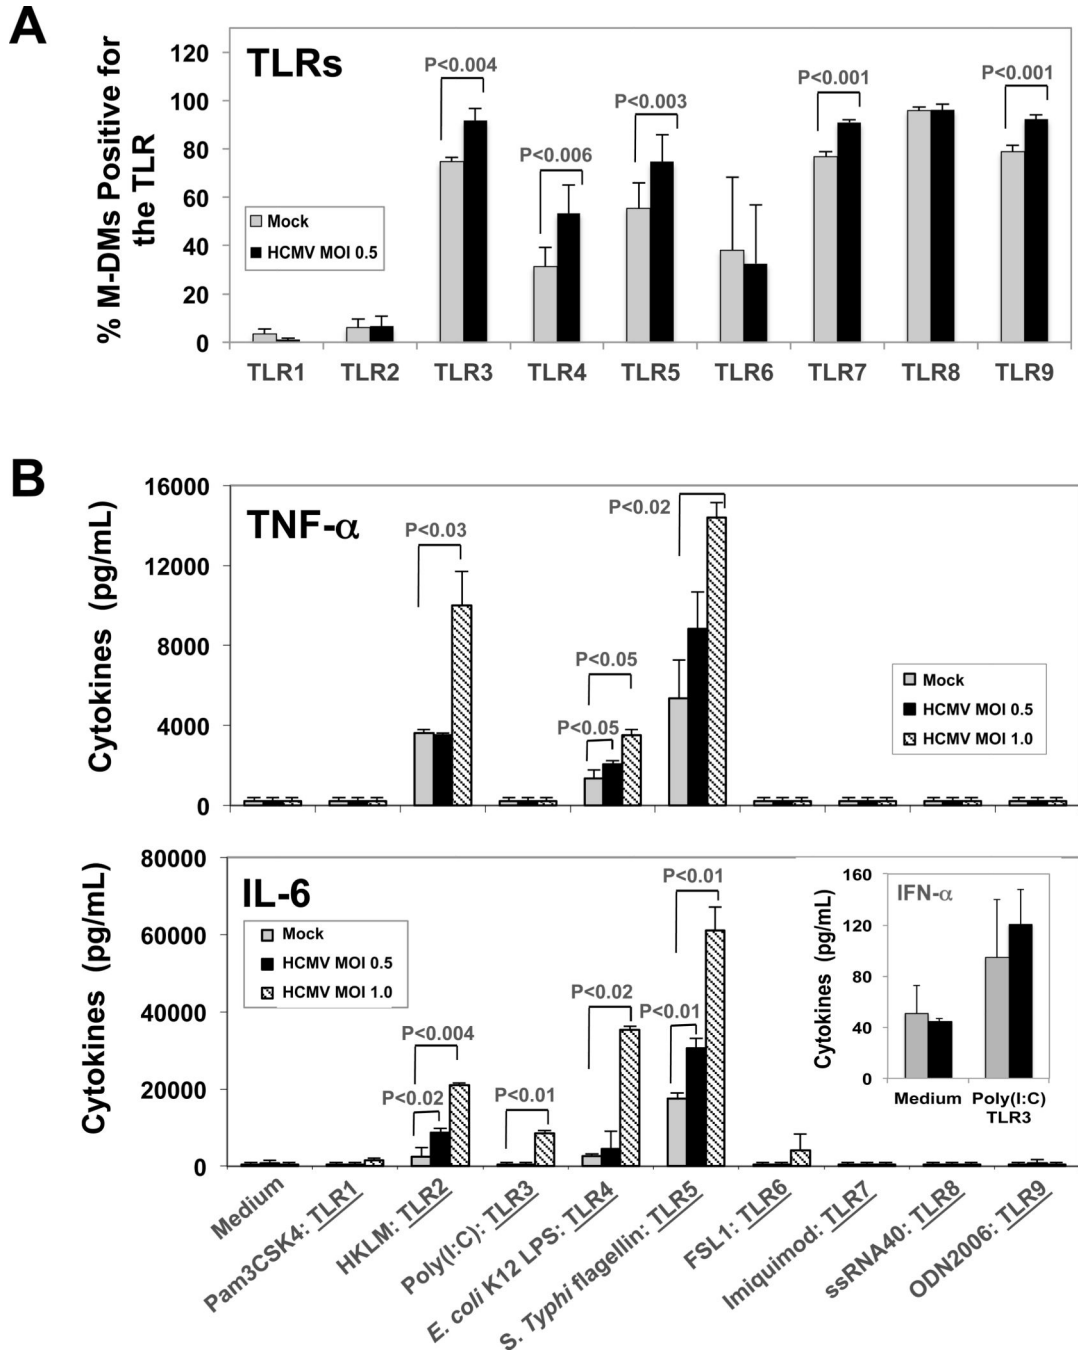 A
% M-DMs Positive for
the TLR
120
100
80
60
40
20
0
TLRs
Mock
HCMV MOI 0.5
P<0.004
P<0.006
P<0.003
P<0.001
P<0.001
TLR1 TLR2 TLR3 TLR4 TLR5 TLR6 TLR7 TLR8 TLR9
B
Cytokines (pg/mL)
16000
12000
8000
4000
0
TNF-α
P<0.03
P<0.05
P<0.05
P<0.02
Mock
HCMV MOI 0.5
HCMV MOI 1.0
Cytokines (pg/mL)
80000
60000
40000
20000
0
IL-6
Mock
HCMV MOI 0.5
HCMV MOI 1.0
P<0.004
P<0.02
P<0.01
P<0.02
P<0.01
P<0.01
Cytokines (pg/mL)
160
120
80
40
0
IFN-α
Medium Poly(I:C)
TLR3
Medium
Pam3CSK4: TLR1
HKLM: TLR2
Poly(I:C): TLR3
E. coli K12 LPS: TLR4
S. Typhi flagellin: TLR5
FSL1: TLR6
Imiquimod: TLR7
ssRNA40: TLR8
ODN2006: TLR9